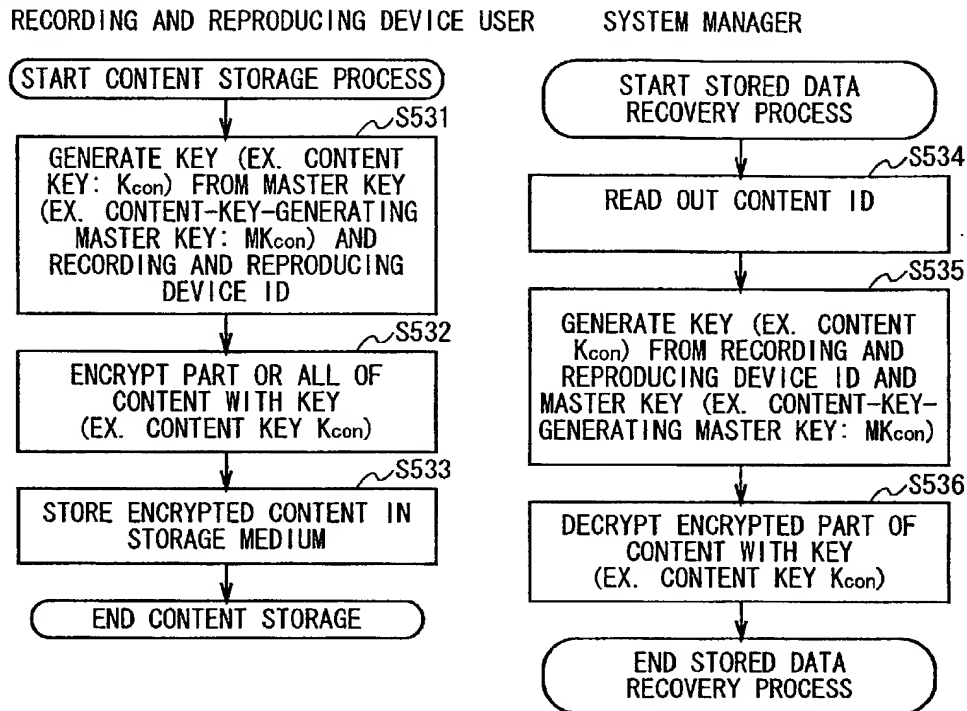 RECORDING AND REPRODUCING DEVICE USER
START CONTENT STORAGE PROCESS
S531
GENERATE KEY (EX. CONTENT
KEY: Kcon) FROM MASTER KEY
(EX. CONTENT-KEY-GENERATING
MASTER KEY: MKcon) AND
RECORDING AND REPRODUCING
DEVICE ID
S532
ENCRYPT PART OR ALL OF
CONTENT WITH KEY
(EX. CONTENT KEY Kcon)
S533
STORE ENCRYPTED CONTENT IN
STORAGE MEDIUM
END CONTENT STORAGE
SYSTEM MANAGER
START STORED DATA
RECOVERY PROCESS
S534
READ OUT CONTENT ID
S535
GENERATE KEY (EX. CONTENT
Kcon) FROM RECORDING AND
REPRODUCING DEVICE ID AND
MASTER KEY (EX. CONTENT-KEY-
GENERATING MASTER KEY: MKcon)
S536
DECRYPT ENCRYPTED PART OF
CONTENT WITH KEY
(EX. CONTENT KEY Kcon)
END STORED DATA
RECOVERY PROCESS